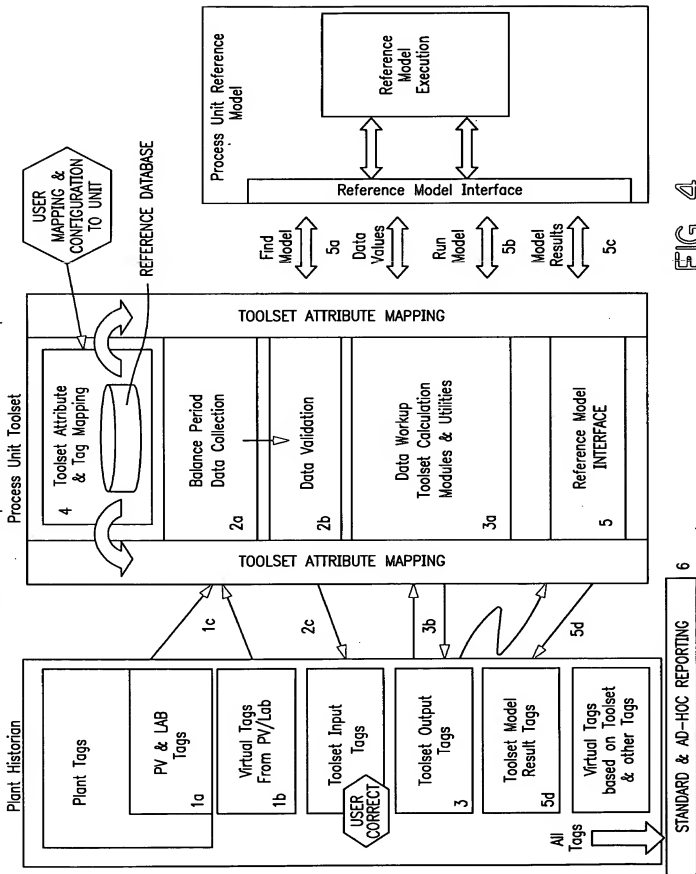 Plant Historian
Plant Tags
PV & LAB
Tags
1a
Virtual Tags
From PV/Lab
1b
Toolset Input
Tags
USER
CORRECT
Toolset Output
Tags
3
Toolset Model
Result Tags
5d
Virtual Tags
based on Toolset
& other Tags
All
Tags
STANDARD & AD-HOC REPORTING
6
1c
2c
3b
5d
Process Unit Toolset
TOOLSET ATTRIBUTE MAPPING
4
Toolset Attribute
& Tag Mapping
Balance Period
Data Collection
2a
Data Validation
2b
Data Workup
Toolset Calculation
Modules & Utilities
3a
Reference Model
INTERFACE
5
TOOLSET ATTRIBUTE MAPPING
USER
MAPPING &
CONFIGURATION
TO UNIT
REFERENCE DATABASE
Find
Model
5a
Data
Values
Run
Model
5b
Model
Results
5c
Process Unit Reference
Model
Reference Model Interface
Reference
Model
Execution
FIG. 4